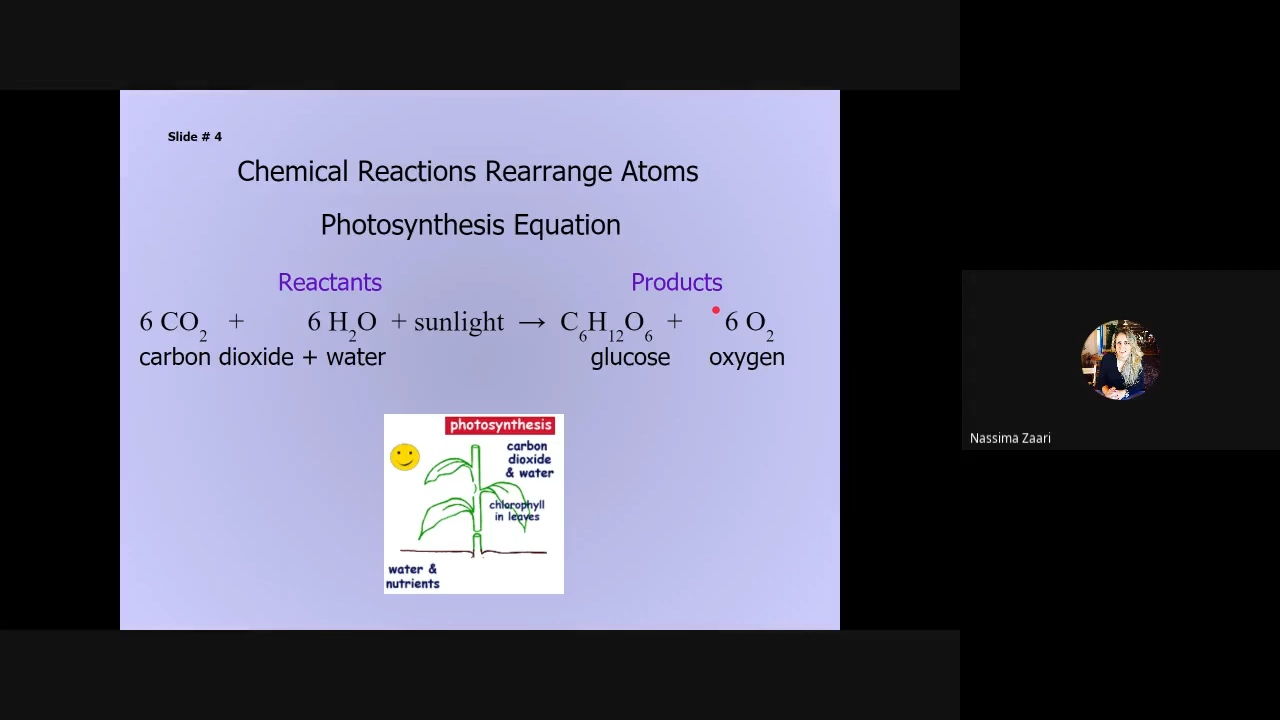 Slide # 4
Chemical Reactions Rearrange Atoms
Photosynthesis Equation
Reactants
Products
6 CO₂ + 6 H₂O + sunlight → C₆H₁₂O₆ + 6 O₂
carbon dioxide + water glucose oxygen
photosynthesis
carbon
dioxide
& water
chlorophyll
in leaves
water &
nutrients
Nassima Zaari